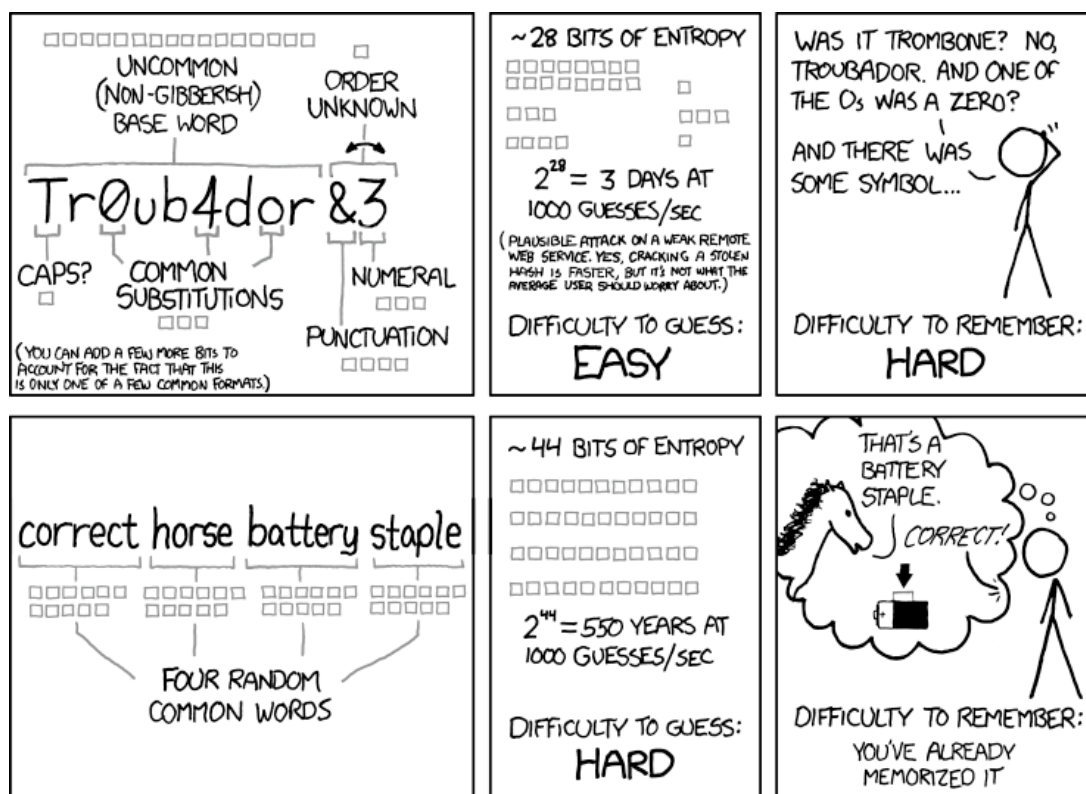 UNCOMMON
(NON-GIBBERISH)
BASE WORD
ORDER
UNKNOWN
Tr0ub4dor &3
CAPS?
COMMON
SUBSTITUTIONS
NUMERAL
PUNCTUATION
(YOU CAN ADD A FEW MORE BITS TO
ACCOUNT FOR THE FACT THAT THIS
IS ONLY ONE OF A FEW COMMON FORMATS.)
~28 BITS OF ENTROPY
2²⁸ = 3 DAYS AT
1000 GUESSES/SEC
(PLAUSIBLE ATTACK ON A WEAK REMOTE
WEB SERVICE. YES, CRACKING A STOLEN
HASH IS FASTER, BUT IT'S NOT WHAT THE
AVERAGE USER SHOULD WORRY ABOUT.)
DIFFICULTY TO GUESS:
EASY
WAS IT TROMBONE? NO,
TROUBADOR. AND ONE OF
THE Os WAS A ZERO?
AND THERE WAS
SOME SYMBOL...
DIFFICULTY TO REMEMBER:
HARD
correct horse battery staple
FOUR RANDOM
COMMON WORDS
~44 BITS OF ENTROPY
2⁴⁴ = 550 YEARS AT
1000 GUESSES/SEC
DIFFICULTY TO GUESS:
HARD
THAT'S A
BATTERY
STAPLE.
CORRECT!
DIFFICULTY TO REMEMBER:
YOU'VE ALREADY
MEMORIZED IT